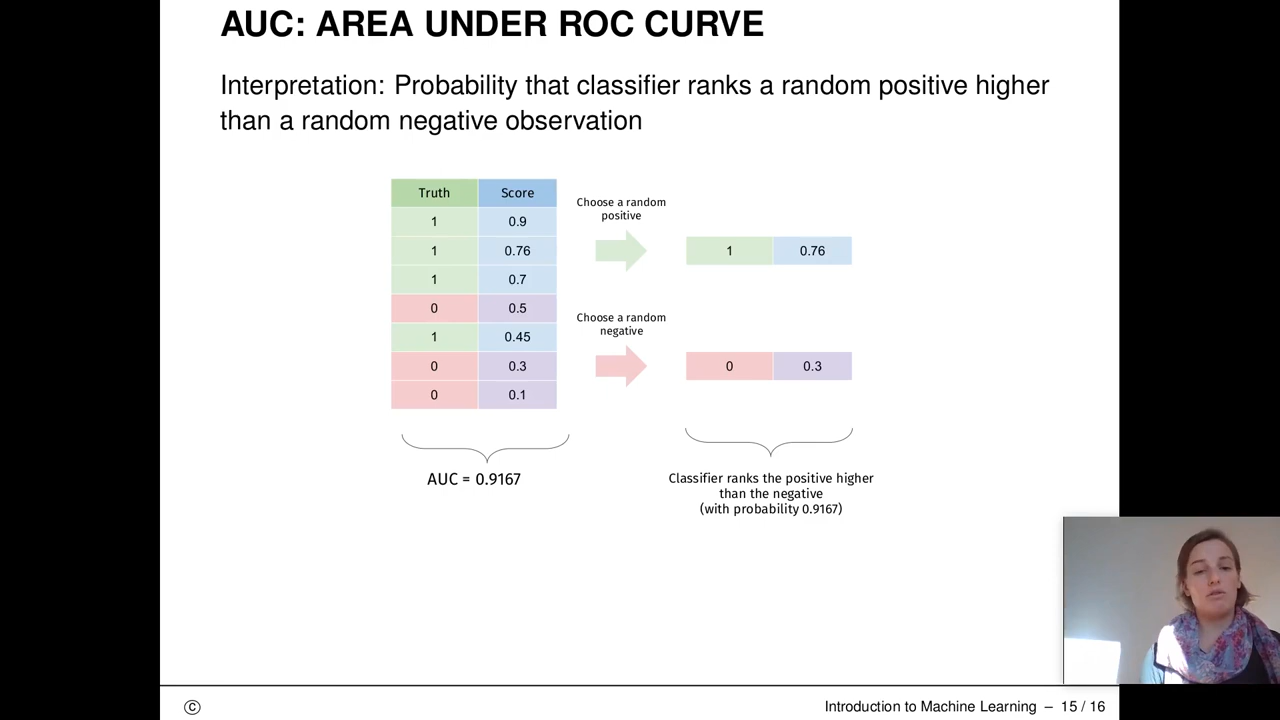 AUC: AREA UNDER ROC CURVE
Interpretation: Probability that classifier ranks a random positive higher
than a random negative observation
Truth Score
1 0.9
1 0.76
1 0.7
0 0.5
1 0.45
0 0.3
0 0.1
AUC = 0.9167
Choose a random
positive
1 0.76
Choose a random
negative
0 0.3
Classifier ranks the positive higher
than the negative
(with probability 0.9167)
© Introduction to Machine Learning – 15 / 16